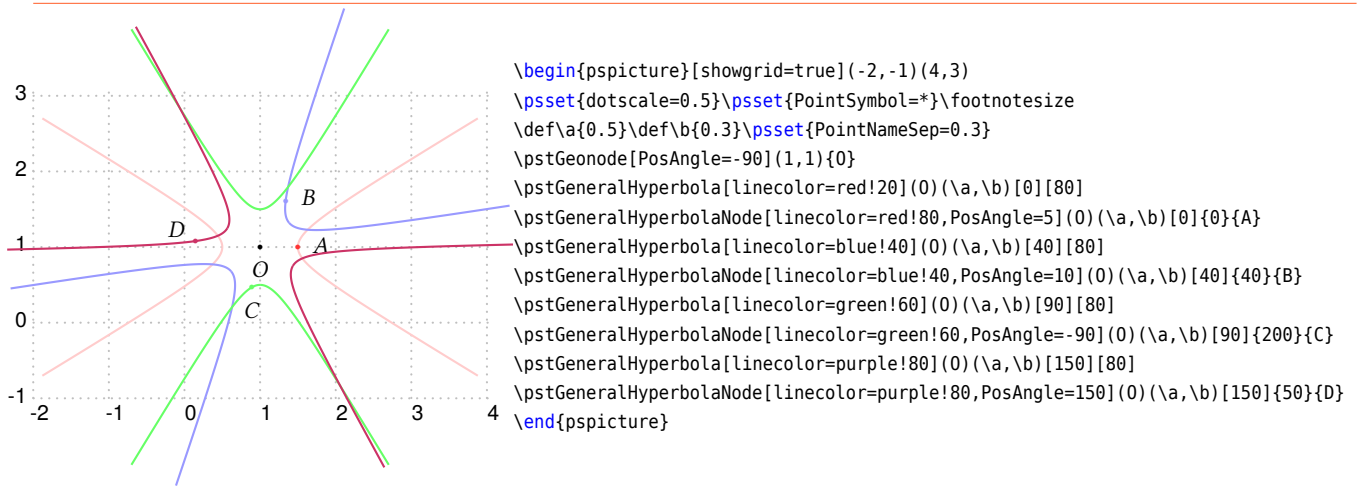 3
2
1
0
-1
-2 -1 0 1 2 3 4
A
B
C
D
O
\begin{pspicture}[showgrid=true](-2,-1)(4,3)
\psset{dotscale=0.5}\psset{PointSymbol=*}\footnotesize
\def\a{0.5}\def\b{0.3}\psset{PointNameSep=0.3}
\pstGeonode[PosAngle=-90](1,1){O}
\pstGeneralHyperbola[linecolor=red!20](O)(\a,\b)[0][80]
\pstGeneralHyperbolaNode[linecolor=red!80,PosAngle=5](O)(\a,\b)[0]{0}{A}
\pstGeneralHyperbola[linecolor=blue!40](O)(\a,\b)[40][80]
\pstGeneralHyperbolaNode[linecolor=blue!40,PosAngle=10](O)(\a,\b)[40]{40}{B}
\pstGeneralHyperbola[linecolor=green!60](O)(\a,\b)[90][80]
\pstGeneralHyperbolaNode[linecolor=green!60,PosAngle=-90](O)(\a,\b)[90]{200}{C}
\pstGeneralHyperbola[linecolor=purple!80](O)(\a,\b)[150][80]
\pstGeneralHyperbolaNode[linecolor=purple!80,PosAngle=150](O)(\a,\b)[150]{50}{D}
\end{pspicture}